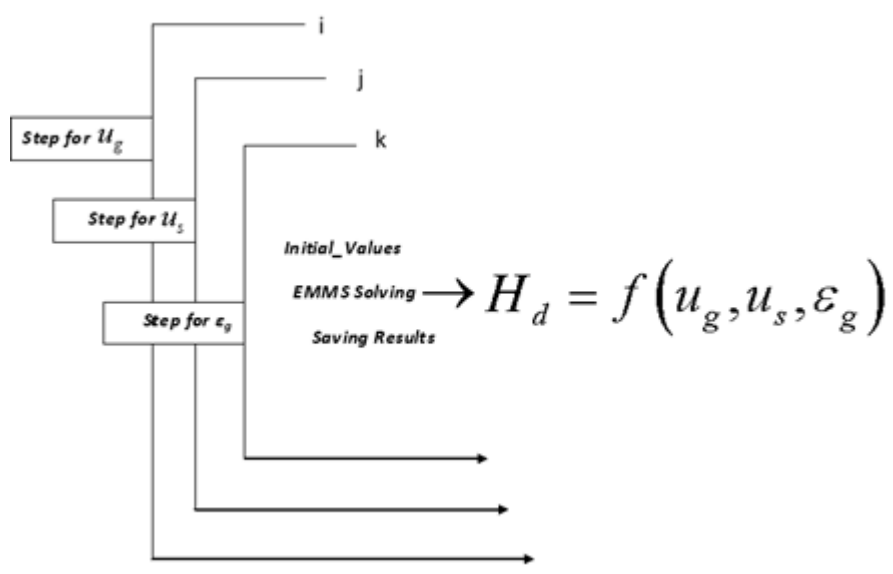 i
j
k
Step for u_g
Step for u_s
Initial_Values
EMMS Solving → H_d = f(u_g, u_s, ε_g)
Step for ε_g
Saving Results